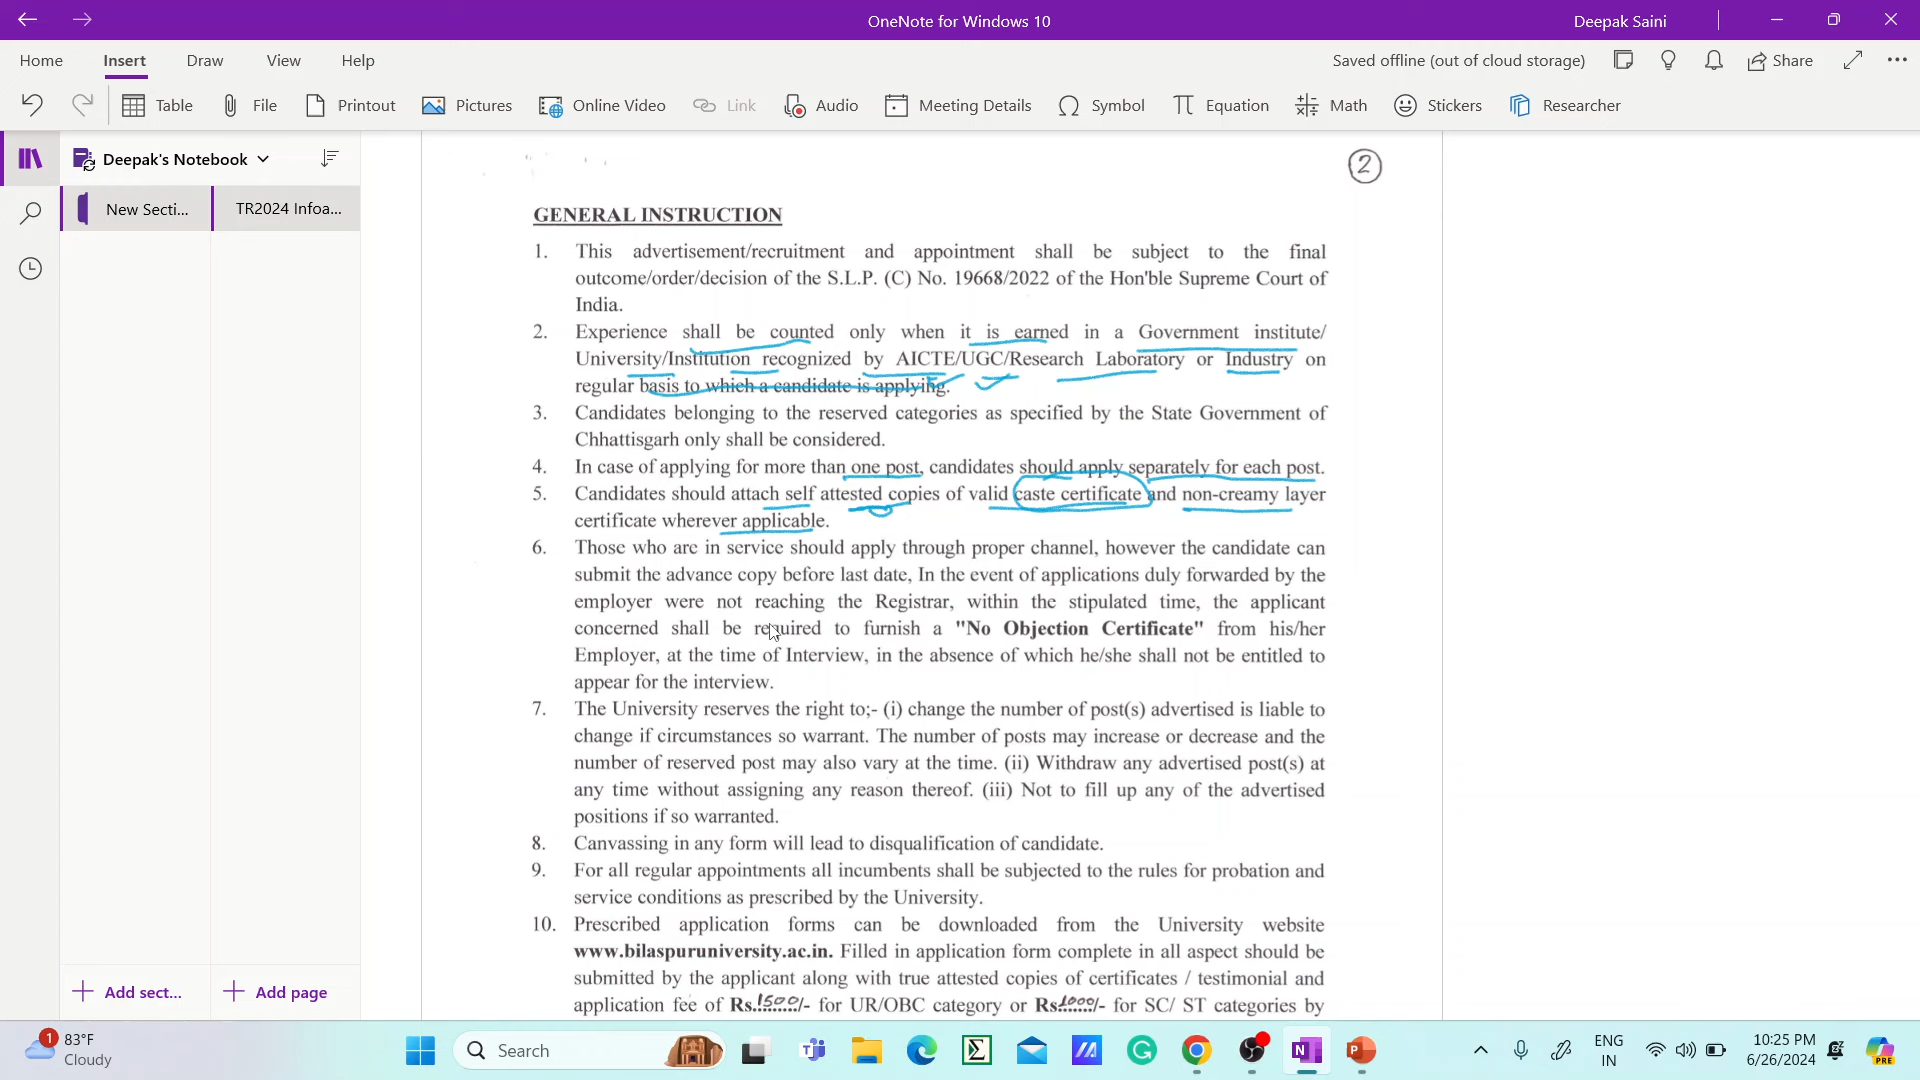 OneNote for Windows 10
Deepak Saini
Home
Insert
Draw
View
Help
Saved offline (out of cloud storage)
Share
Table
File
Printout
Pictures
Online Video
Link
Audio
Meeting Details
Symbol
Equation
Math
Stickers
Researcher
Deepak's Notebook
New Secti...
TR2024 Infoa...
2
GENERAL INSTRUCTION
1. This advertisement/recruitment and appointment shall be subject to the final
outcome/order/decision of the S.L.P. (C) No. 19668/2022 of the Hon'ble Supreme Court of
India.
2. Experience shall be counted only when it is earned in a Government institute/
University/Institution recognized by AICTE/UGC/Research Laboratory or Industry on
regular basis to which a candidate is applying.
3. Candidates belonging to the reserved categories as specified by the State Government of
Chhattisgarh only shall be considered.
4. In case of applying for more than one post, candidates should apply separately for each post.
5. Candidates should attach self attested copies of valid caste certificate and non-creamy layer
certificate wherever applicable.
6. Those who are in service should apply through proper channel, however the candidate can
submit the advance copy before last date, In the event of applications duly forwarded by the
employer were not reaching the Registrar, within the stipulated time, the applicant
concerned shall be required to furnish a "No Objection Certificate" from his/her
Employer, at the time of Interview, in the absence of which he/she shall not be entitled to
appear for the interview.
7. The University reserves the right to;- (i) change the number of post(s) advertised is liable to
change if circumstances so warrant. The number of posts may increase or decrease and the
number of reserved post may also vary at the time. (ii) Withdraw any advertised post(s) at
any time without assigning any reason thereof. (iii) Not to fill up any of the advertised
positions if so warranted.
8. Canvassing in any form will lead to disqualification of candidate.
9. For all regular appointments all incumbents shall be subjected to the rules for probation and
service conditions as prescribed by the University.
10. Prescribed application forms can be downloaded from the University website
www.bilaspuruniversity.ac.in. Filled in application form complete in all aspect should be
submitted by the applicant along with true attested copies of certificates / testimonial and
application fee of Rs.1500/- for UR/OBC category or Rs1000/- for SC/ ST categories by
Add sect...
Add page
1
83°F
Cloudy
Search
ENG
IN
10:25 PM
6/26/2024
PRE